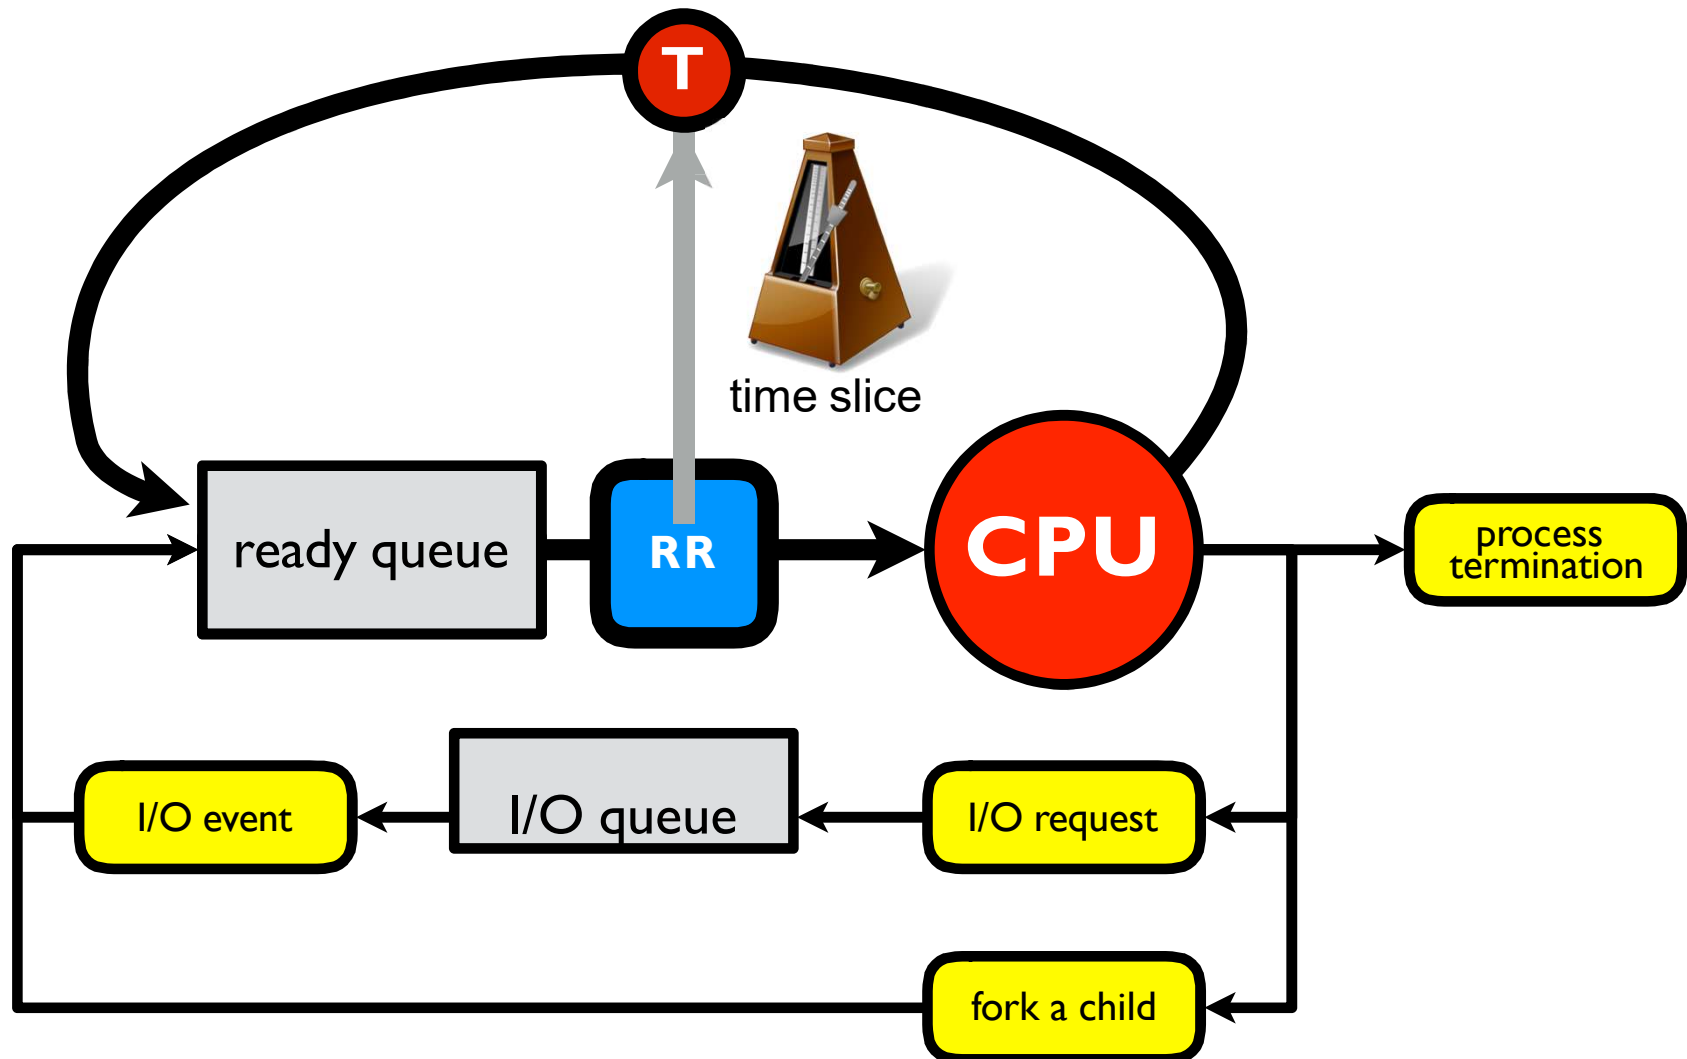 T
time slice
ready queue
RR
CPU
process
termination
I/O event
I/O queue
I/O request
fork a child